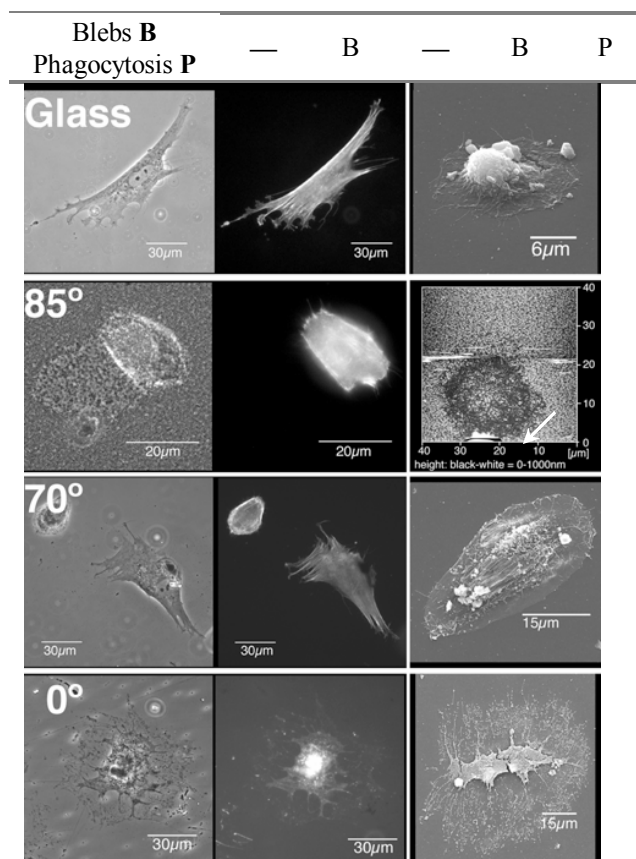 Blebs B
Phagocytosis P
— B — B P
Glass
30µm
30µm
6µm
85°
20µm
20µm
40
30
20
10
0
40 30 20 10 [µm]
height: black-white = 0-1000nm
70°
30µm
30µm
15µm
0°
30µm
30µm
15µm